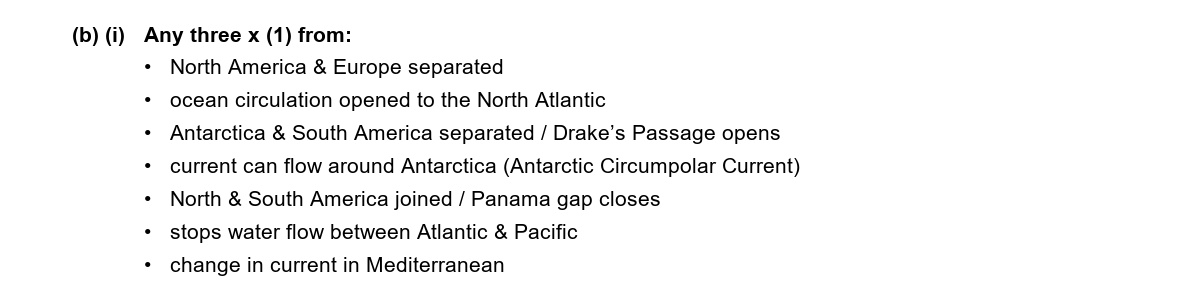 (b) (i) Any three x (1) from:
• North America & Europe separated
• ocean circulation opened to the North Atlantic
• Antarctica & South America separated / Drake’s Passage opens
• current can flow around Antarctica (Antarctic Circumpolar Current)
• North & South America joined / Panama gap closes
• stops water flow between Atlantic & Pacific
• change in current in Mediterranean